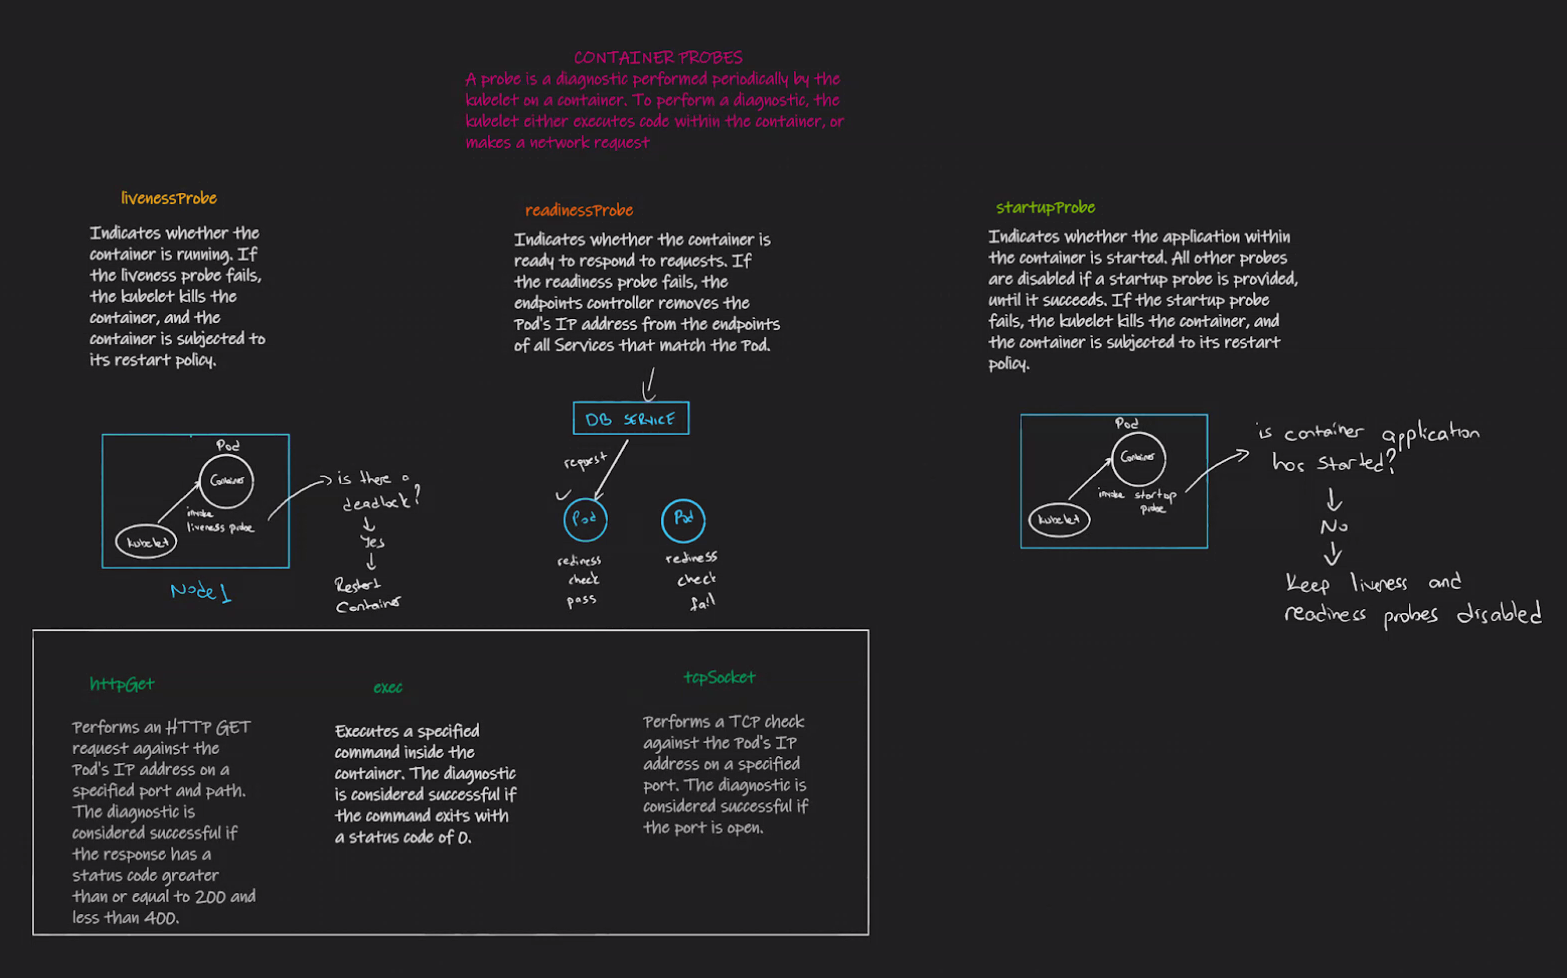 CONTAINER PROBES
A probe is a diagnostic performed periodically by the
kubelet on a container. To perform a diagnostic, the
kubelet either executes code within the container, or
makes a network request
livenessProbe
Indicates whether the
container is running. If
the liveness probe fails,
the kubelet kills the
container, and the
container is subjected to
its restart policy.
Pod
Container
invoke
liveness probe
Kubelet
Node 1
is there a
deadlock?
Yes
Restart
Container
readinessProbe
Indicates whether the container is
ready to respond to requests. If
the readiness probe fails, the
endpoints controller removes the
Pod's IP address from the endpoints
of all Services that match the Pod.
DB SERVICE
request
Pod
rediness
check
pass
Pod
rediness
check
fail
startupProbe
Indicates whether the application within
the container is started. All other probes
are disabled if a startup probe is provided,
until it succeeds. If the startup probe
fails, the kubelet kills the container, and
the container is subjected to its restart
policy.
Pod
Container
invoke startup
probe
Kubelet
is container application
has started?
No
Keep liveness and
readiness probes disabled
httpGet
Performs an HTTP GET
request against the
Pod's IP address on a
specified port and path.
The diagnostic is
considered successful if
the response has a
status code greater
than or equal to 200 and
less than 400.
exec
Executes a specified
command inside the
container. The diagnostic
is considered successful if
the command exits with
a status code of 0.
tcpSocket
Performs a TCP check
against the Pod's IP
address on a specified
port. The diagnostic is
considered successful if
the port is open.